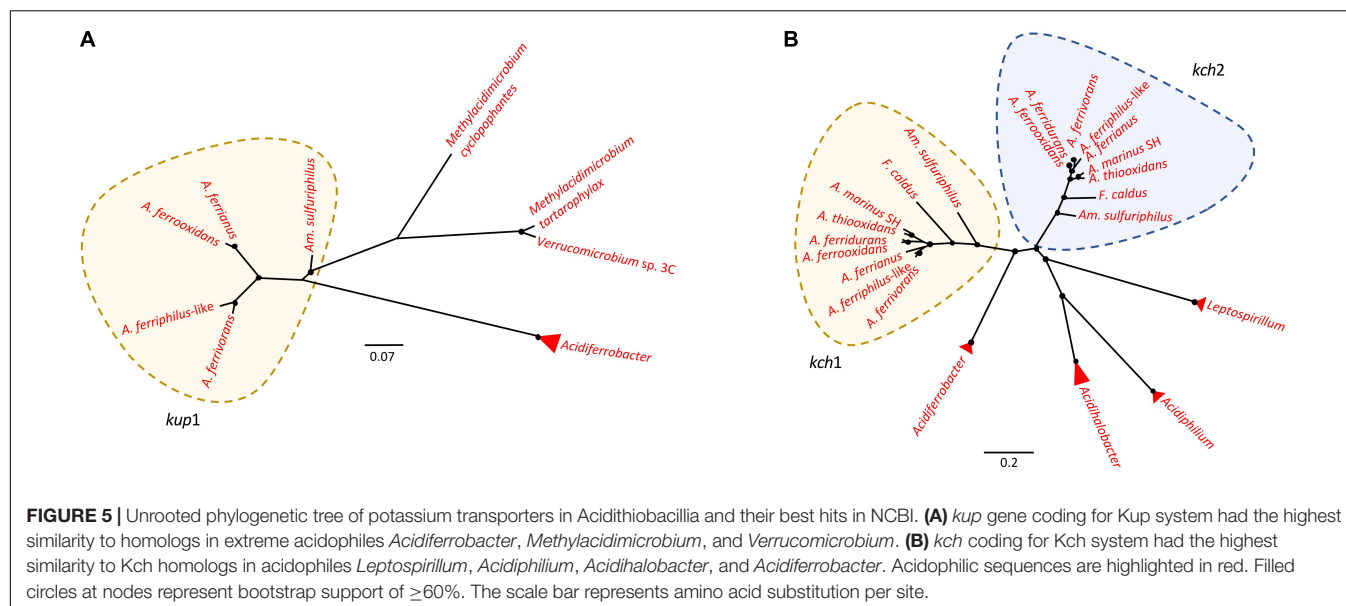 A
Methylacidimicrobium
cyclopophantes
Methylacidimicrobium
tartarophylax
Verrucomicrobium sp. 3C
Am. sulfuriphilus
A. ferrianus
A. ferrooxidans
A. ferriphilus-like
A. ferrivorans
Acidiferrobacter
0.07
kup1
B
kch2
A. ferrivorans
A. ferriphilus-like
A. ferrianus
A. ferridurans
A. ferrooxidans
A. marinus SH
A. thiooxidans
F. caldus
Am. sulfuriphilus
Am. sulfuriphilus
F. caldus
A. marinus SH
A. thiooxidans
A. ferridurans
A. ferrooxidans
A. ferrianus
A. ferriphilus-like
A. ferrivorans
kch1
Leptospirillum
Acidiferrobacter
Acidihalobacter
Acidiphilium
0.2
FIGURE 5 | Unrooted phylogenetic tree of potassium transporters in Acidithiobacillia and their best hits in NCBI. (A) kup gene coding for Kup system had the highest
similarity to homologs in extreme acidophiles Acidiferrobacter, Methylacidimicrobium, and Verrucomicrobium. (B) kch coding for Kch system had the highest
similarity to Kch homologs in acidophiles Leptospirillum, Acidiphilium, Acidihalobacter, and Acidiferrobacter. Acidophilic sequences are highlighted in red. Filled
circles at nodes represent bootstrap support of ≥60%. The scale bar represents amino acid substitution per site.